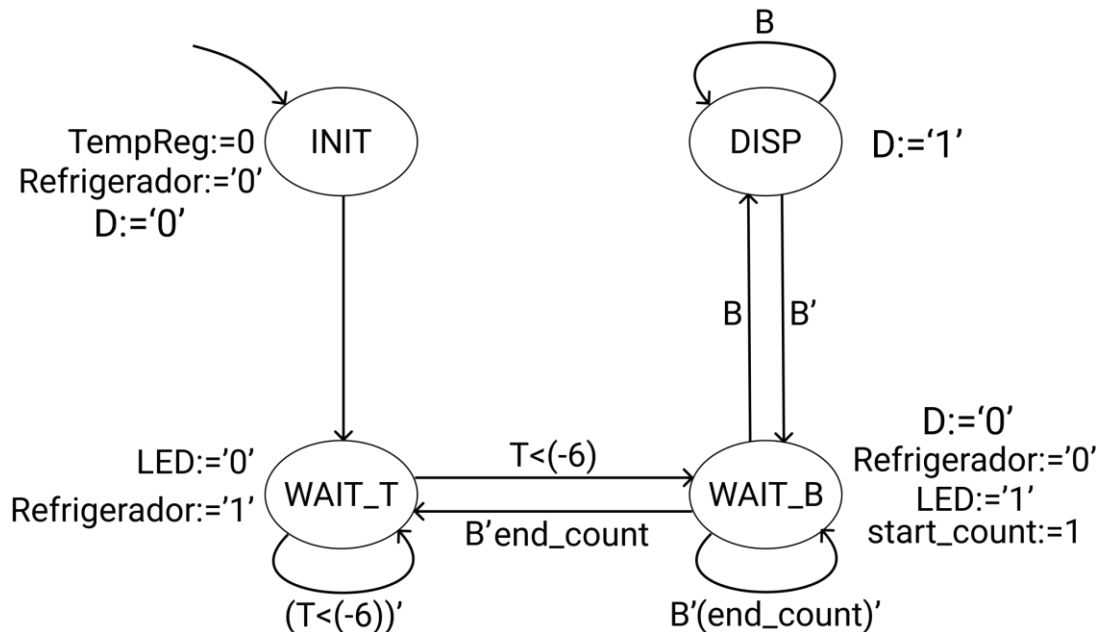 B
TempReg:=0
Refrigerador:='0'
D:='0'
INIT
DISP
D:='1'
B
B'
LED:='0'
Refrigerador:='1'
WAIT_T
T<(-6)
B'end_count
WAIT_B
D:='0'
Refrigerador:='0'
LED:='1'
start_count:=1
(T<(-6))'
B'(end_count)'